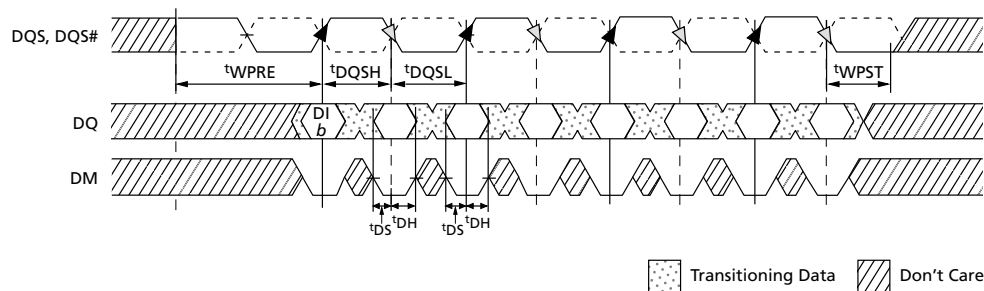 DQS, DQS#
tWPRE tDQSH tDQSL tWPST
DQ
DI
b
DM
tDS tDH tDS tDH
Transitioning Data Don't Care